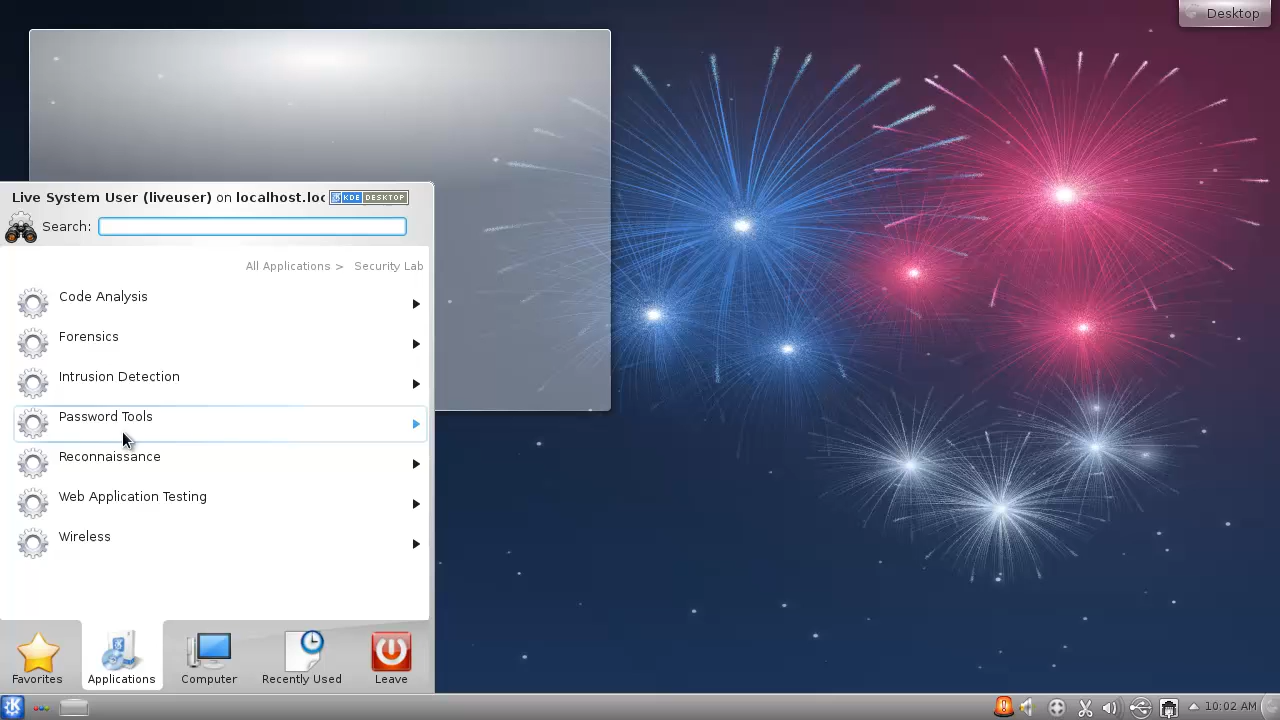 Desktop
Live System User (liveuser) on localhost.loc
KDE DESKTOP
Search:
All Applications > Security Lab
Code Analysis
Forensics
Intrusion Detection
Password Tools
Reconnaissance
Web Application Testing
Wireless
Favorites Applications Computer Recently Used Leave
10:02 AM